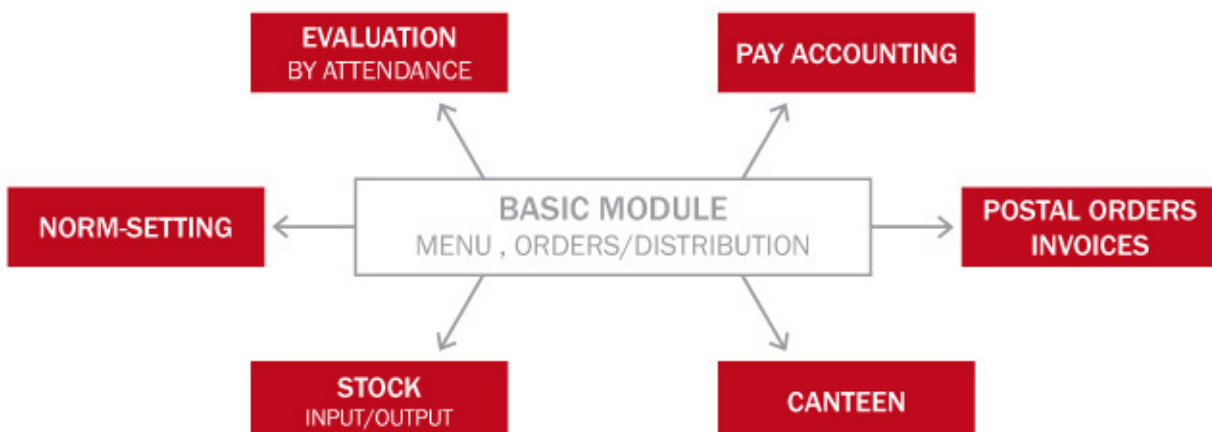 EVALUATION
BY ATTENDANCE
PAY ACCOUNTING
NORM-SETTING
BASIC MODULE
MENU , ORDERS/DISTRIBUTION
POSTAL ORDERS
INVOICES
STOCK
INPUT/OUTPUT
CANTEEN